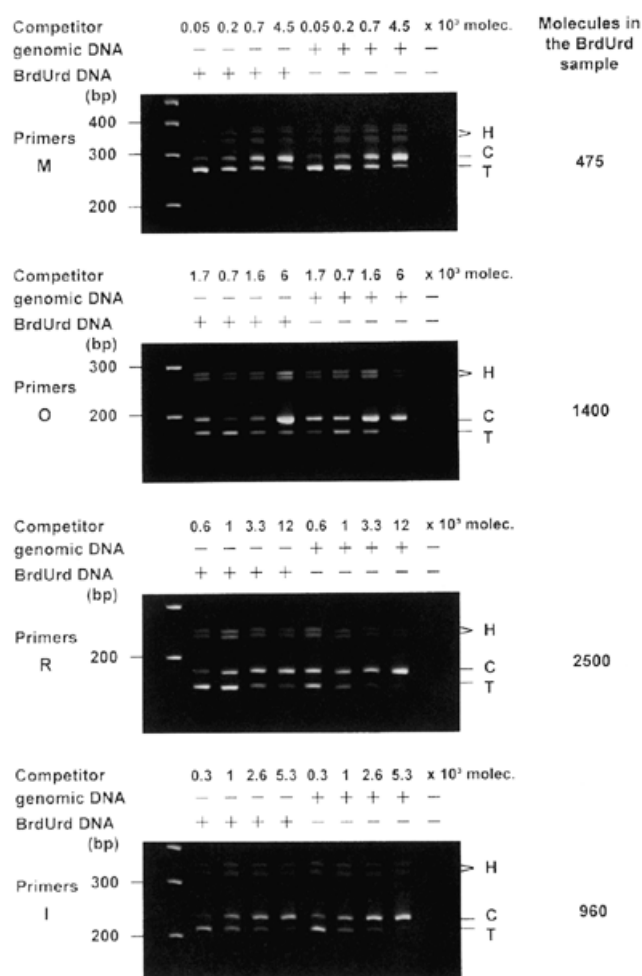 Competitor 0.05 0.2 0.7 4.5 0.05 0.2 0.7 4.5 x 10³ molec. Molecules in
genomic DNA − − − − + + + + − the BrdUrd
BrdUrd DNA + + + + − − − − − sample
(bp)
400 H
Primers 300 C 475
M T
200
Competitor 1.7 0.7 1.6 6 1.7 0.7 1.6 6 x 10³ molec.
genomic DNA − − − − + + + + −
BrdUrd DNA + + + + − − − − −
(bp)
300 H
Primers 200 C 1400
O T
Competitor 0.6 1 3.3 12 0.6 1 3.3 12 x 10³ molec.
genomic DNA − − − − + + + + −
BrdUrd DNA + + + + − − − − −
(bp)
H
Primers 200 C 2500
R T
Competitor 0.3 1 2.6 5.3 0.3 1 2.6 5.3 x 10³ molec.
genomic DNA − − − − + + + + −
BrdUrd DNA + + + + − − − − −
(bp)
300 H
Primers C 960
I 200 T